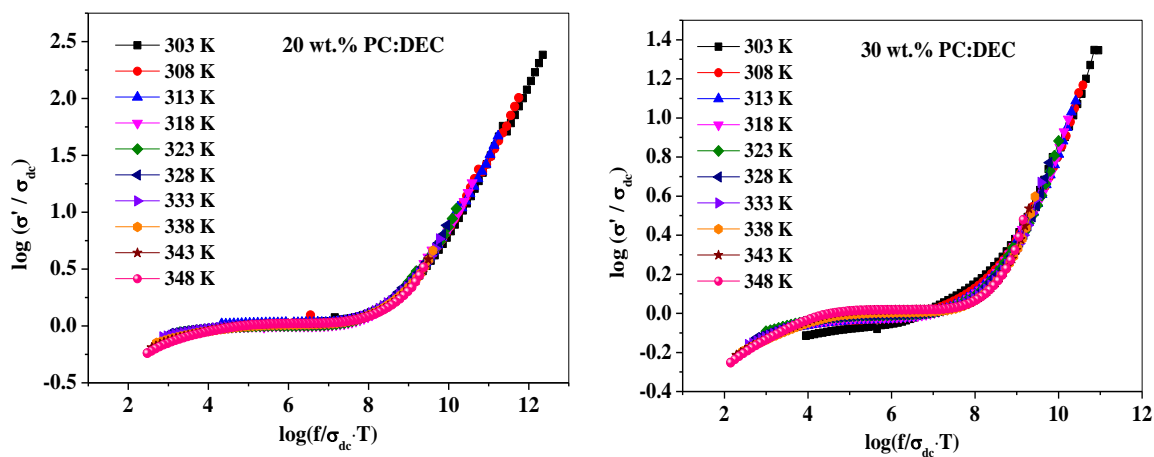 20 wt.% PC:DEC
303 K
308 K
313 K
318 K
323 K
328 K
333 K
338 K
343 K
348 K
2.5
2.0
1.5
1.0
0.5
0.0
-0.5
log (σ' / σdc)
2 4 6 8 10 12
log(f/σdc·T)
30 wt.% PC:DEC
303 K
308 K
313 K
318 K
323 K
328 K
333 K
338 K
343 K
348 K
1.4
1.2
1.0
0.8
0.6
0.4
0.2
0.0
-0.2
-0.4
log (σ' / σdc)
2 4 6 8 10 12
log(f/σdc·T)